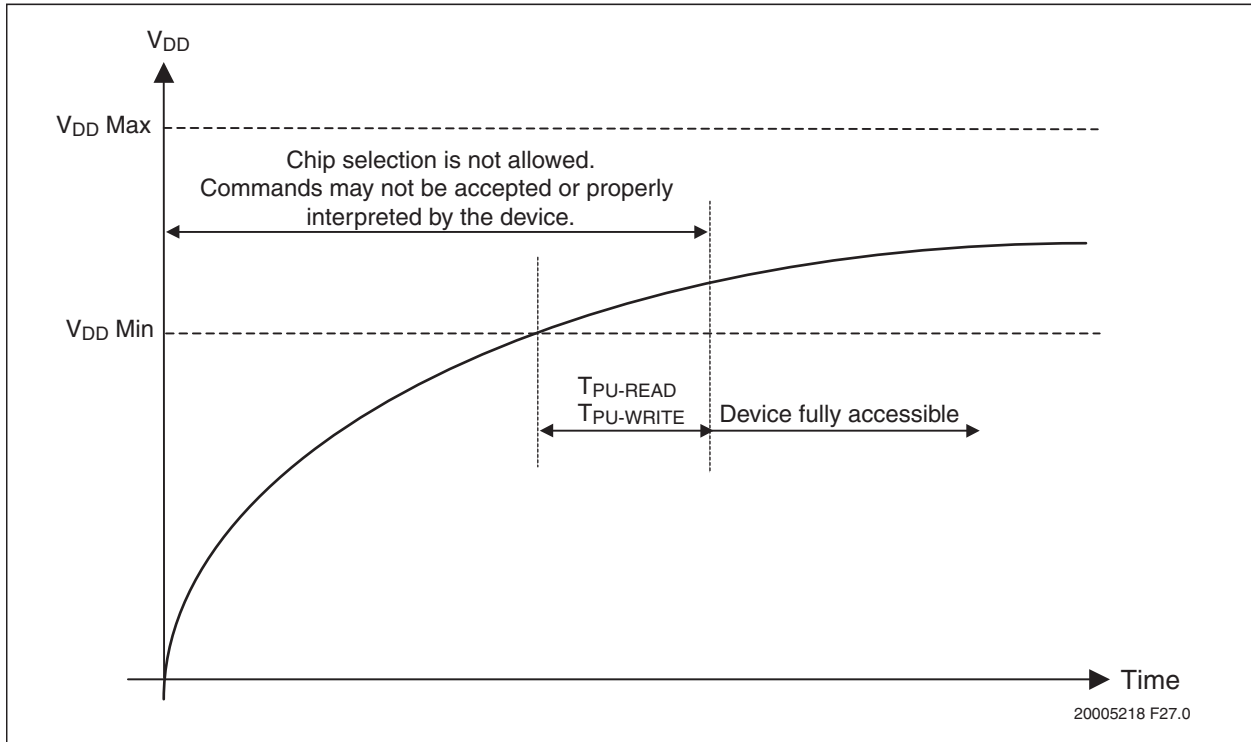 VDD
VDD Max
Chip selection is not allowed.
Commands may not be accepted or properly
interpreted by the device.
VDD Min
TPU-READ
TPU-WRITE
Device fully accessible
Time
20005218 F27.0